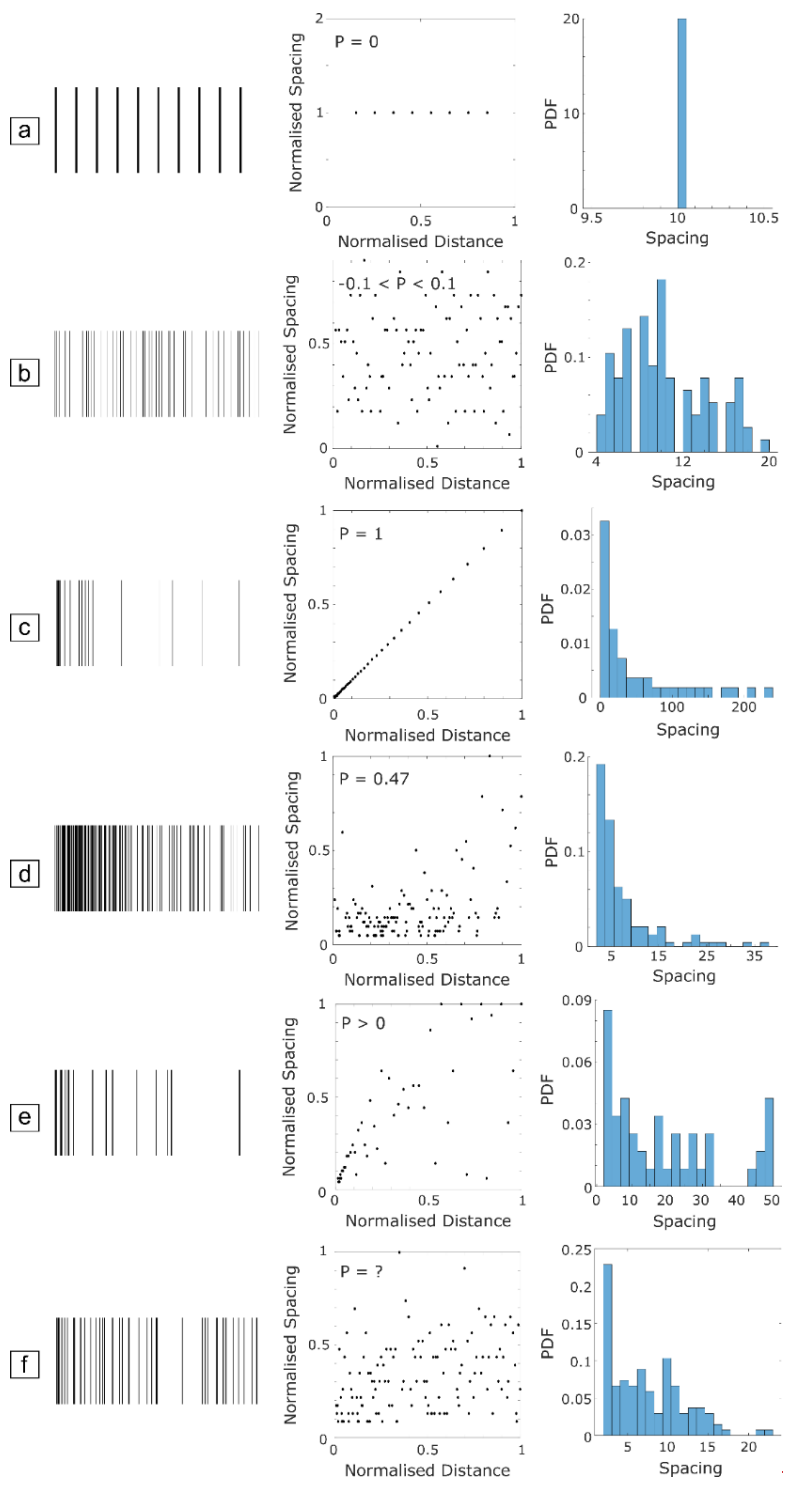 a
P = 0
Normalised Spacing
2
1
2
0
0.5
1
Normalised Distance
PDF
20
10
0
9.5
10
10.5
Spacing
b
-0.1 < P < 0.1
Normalised Spacing
1
0.5
0
0
0.5
1
Normalised Distance
PDF
0.2
0.1
0
4
12
20
Spacing
c
P = 1
Normalised Spacing
1
0.5
0
0
0.5
1
Normalised Distance
PDF
0.03
0.02
0.01
0
0
100
200
Spacing
d
P = 0.47
Normalised Spacing
1
0.5
0
0
0.5
1
Normalised Distance
PDF
0.2
0.1
0
5
15
25
35
Spacing
e
P > 0
Normalised Spacing
1
0.5
0
0
0.5
1
Normalised Distance
PDF
0.09
0.06
0.03
0
0
10
20
30
40
50
Spacing
f
P = ?
Normalised Spacing
1
0.5
0
0
0.5
1
Normalised Distance
PDF
0.25
0.20
0.15
0.1
0.05
0
5
10
15
20
Spacing